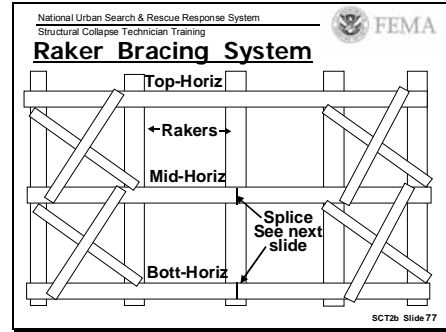 National Urban Search & Rescue Response System
Structural Collapse Technician Training
FEMA
Raker Bracing System
Top-Horiz
Rakers
Mid-Horiz
Splice
See next
slide
Bott-Horiz
SCT2b Slide 77